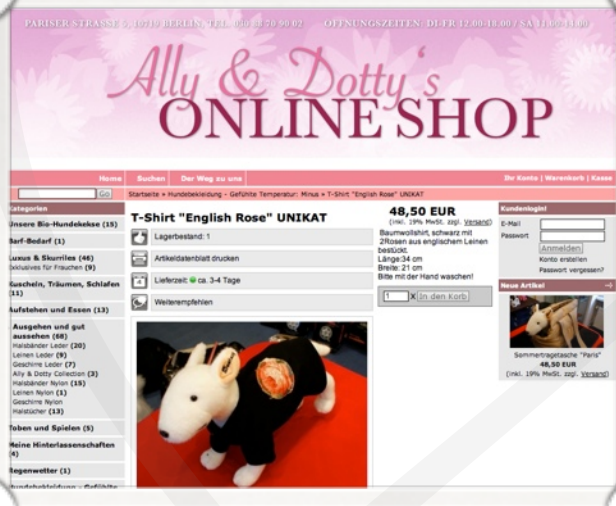 PARISER STRASSE 9, 10719 BERLIN. TEL. 030 88 70 90 02 ÖFFNUNGSZEITEN: DI-FR 12.00-18.00 / SA 11.00-14.00
Ally & Dotty's
ONLINE SHOP
Home Suchen Der Weg zu uns Ihr Konto | Warenkorb | Kasse
Go Startseite » Hundebekleidung - Gefühlte Temperatur: Minus » T-Shirt "English Rose" UNIKAT
Kategorien
Unsere Bio-Hundekekse (15)
Barf-Bedarf (1)
Luxus & Skurriles (46)
Exklusives für Frauchen (9)
Kuscheln, Träumen, Schlafen
(11)
Aufstehen und Essen (13)
Ausgehen und gut
aussehen (68)
Halsbänder Leder (20)
Leinen Leder (9)
Geschirre Leder (7)
Ally & Dotty Collection (3)
Halsbänder Nylon (15)
Leinen Nylon (1)
Geschirre Nylon
Halstücher (13)
Toben und Spielen (5)
Meine Hinterlassenschaften
(4)
Regenwetter (1)
Hundebekleidung - Gefühlte
T-Shirt "English Rose" UNIKAT
Lagerbestand: 1
Artikeldatenblatt drucken
Lieferzeit: ca. 3-4 Tage
Weiterempfehlen
48,50 EUR
(inkl. 19% MwSt. zzgl. Versand)
Baumwollshirt, schwarz mit
2Rosen aus englischem Leinen
bestückt.
Länge:34 cm
Breite: 21 cm
Bitte mit der Hand waschen!
1 X In den Korb
Kundenlogin!
E-Mail
Passwort
Anmelden
Konto erstellen
Passwort vergessen?
Neue Artikel
Sommertragetasche "Paris"
48,50 EUR
(inkl. 19% MwSt. zzgl. Versand)